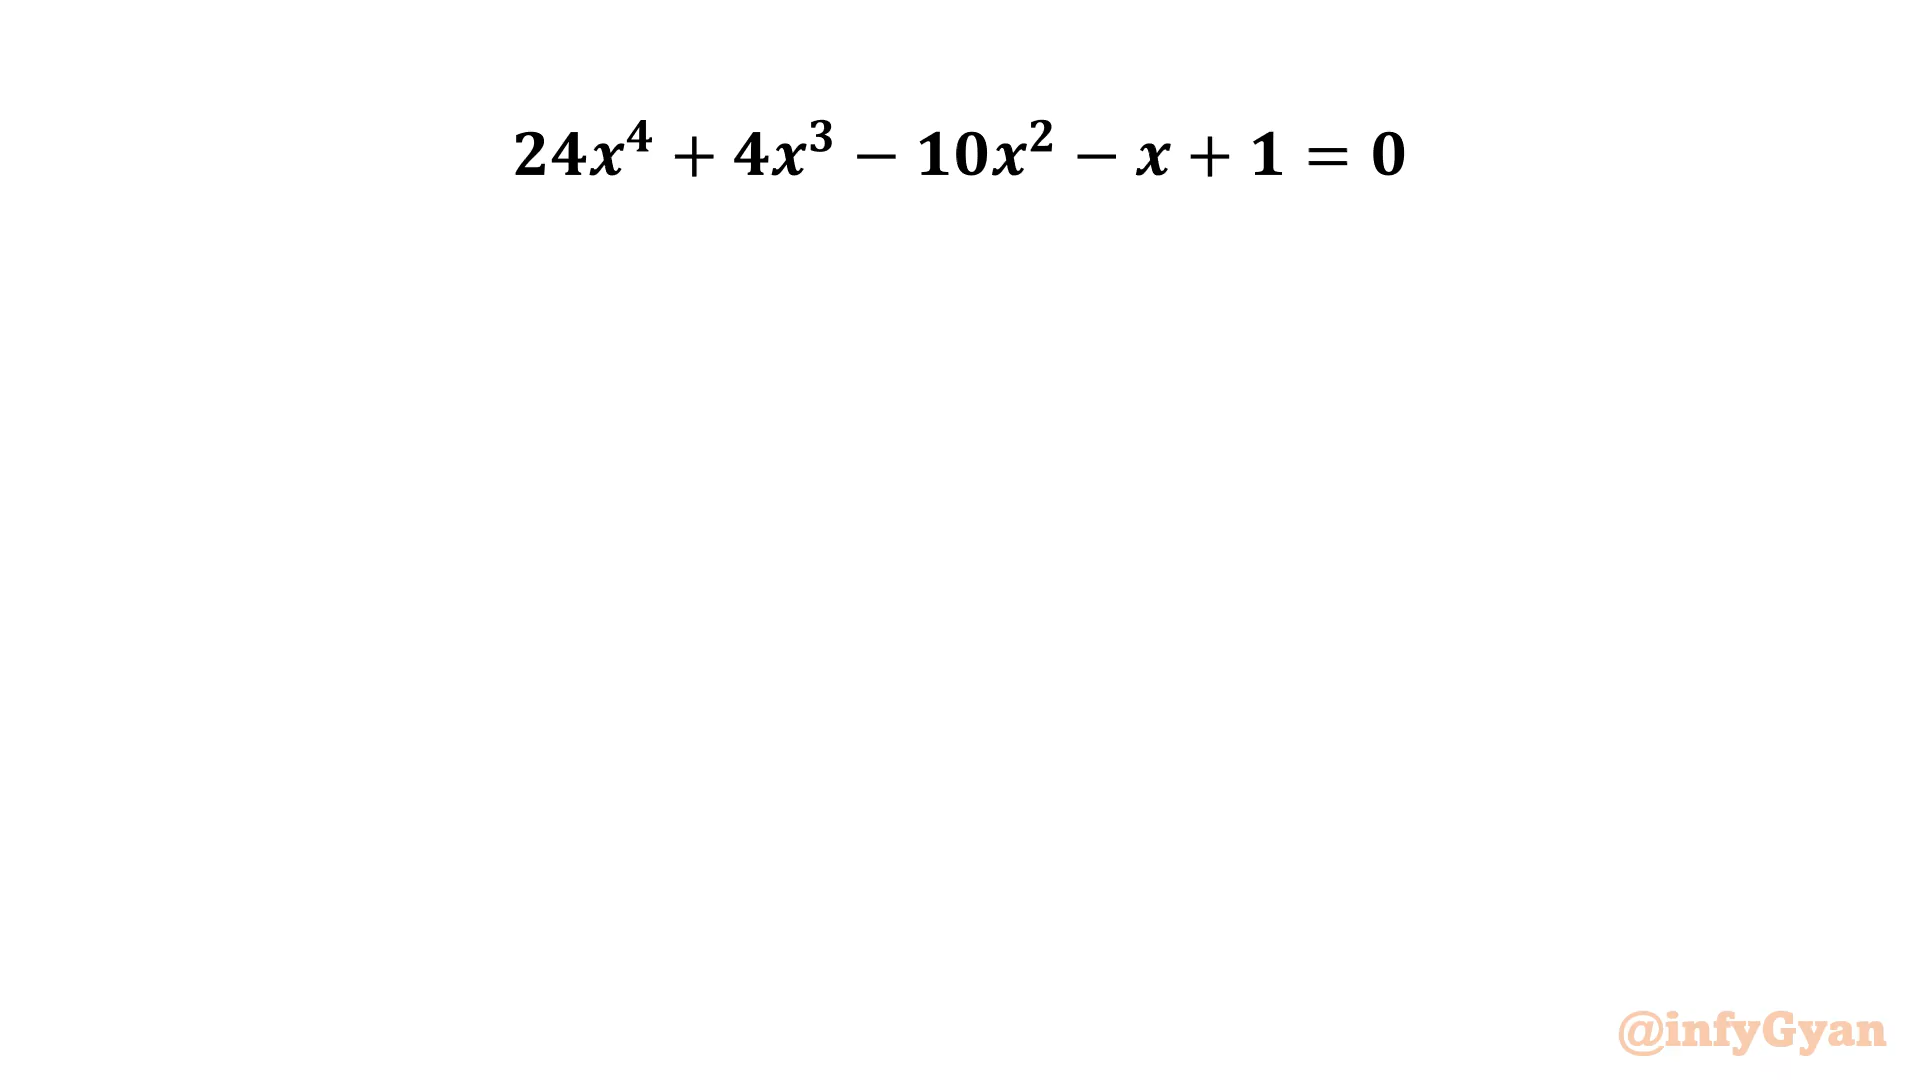 24x⁴ + 4x³ − 10x² − x + 1 = 0
@infyGyan